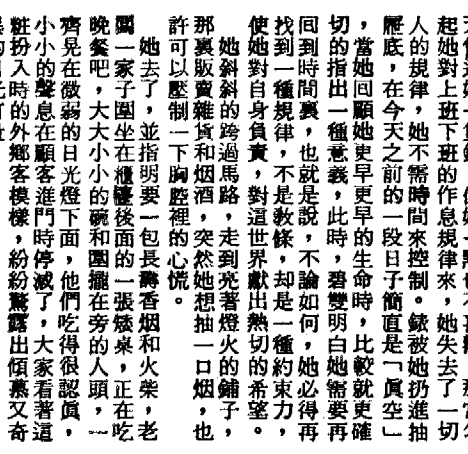 起她對上班下班的作息規律來，她失去了一切
人的規律，她不需時間來控制。錶被她扔進抽
屜底，在今天之前的一段日子簡直是「眞空」
，當她回顧她更早更早的生命時，比較就更確
切的指出一種意義，此時，碧雙明白她需要再
回到時間裏，也就是說，不論如何，她必得再
找到一種規律，不是教條，却是一種約束力，
使她對自身負責，對這世界獻出熱切的希望。
她斜斜的跨過馬路，走到亮著燈火的鋪子，
那裏販賣雜貨和烟酒，突然她想抽一口烟，也
許可以壓制一下胸腔裡的心慌。
她去了，並指明要一包長壽香烟和火柴，老
闆一家子圍坐在櫃臺後面的一張矮桌，正在吃
晚餐吧，大大小小的碗和圍攏在旁的人頭，一
齊晃在微弱的日光燈下面，他們吃得很認眞，
小小的聲息在顧客進門時停滅了，大家看著這
粧扮入時的外鄉客模樣，紛紛驚露出傾慕又奇